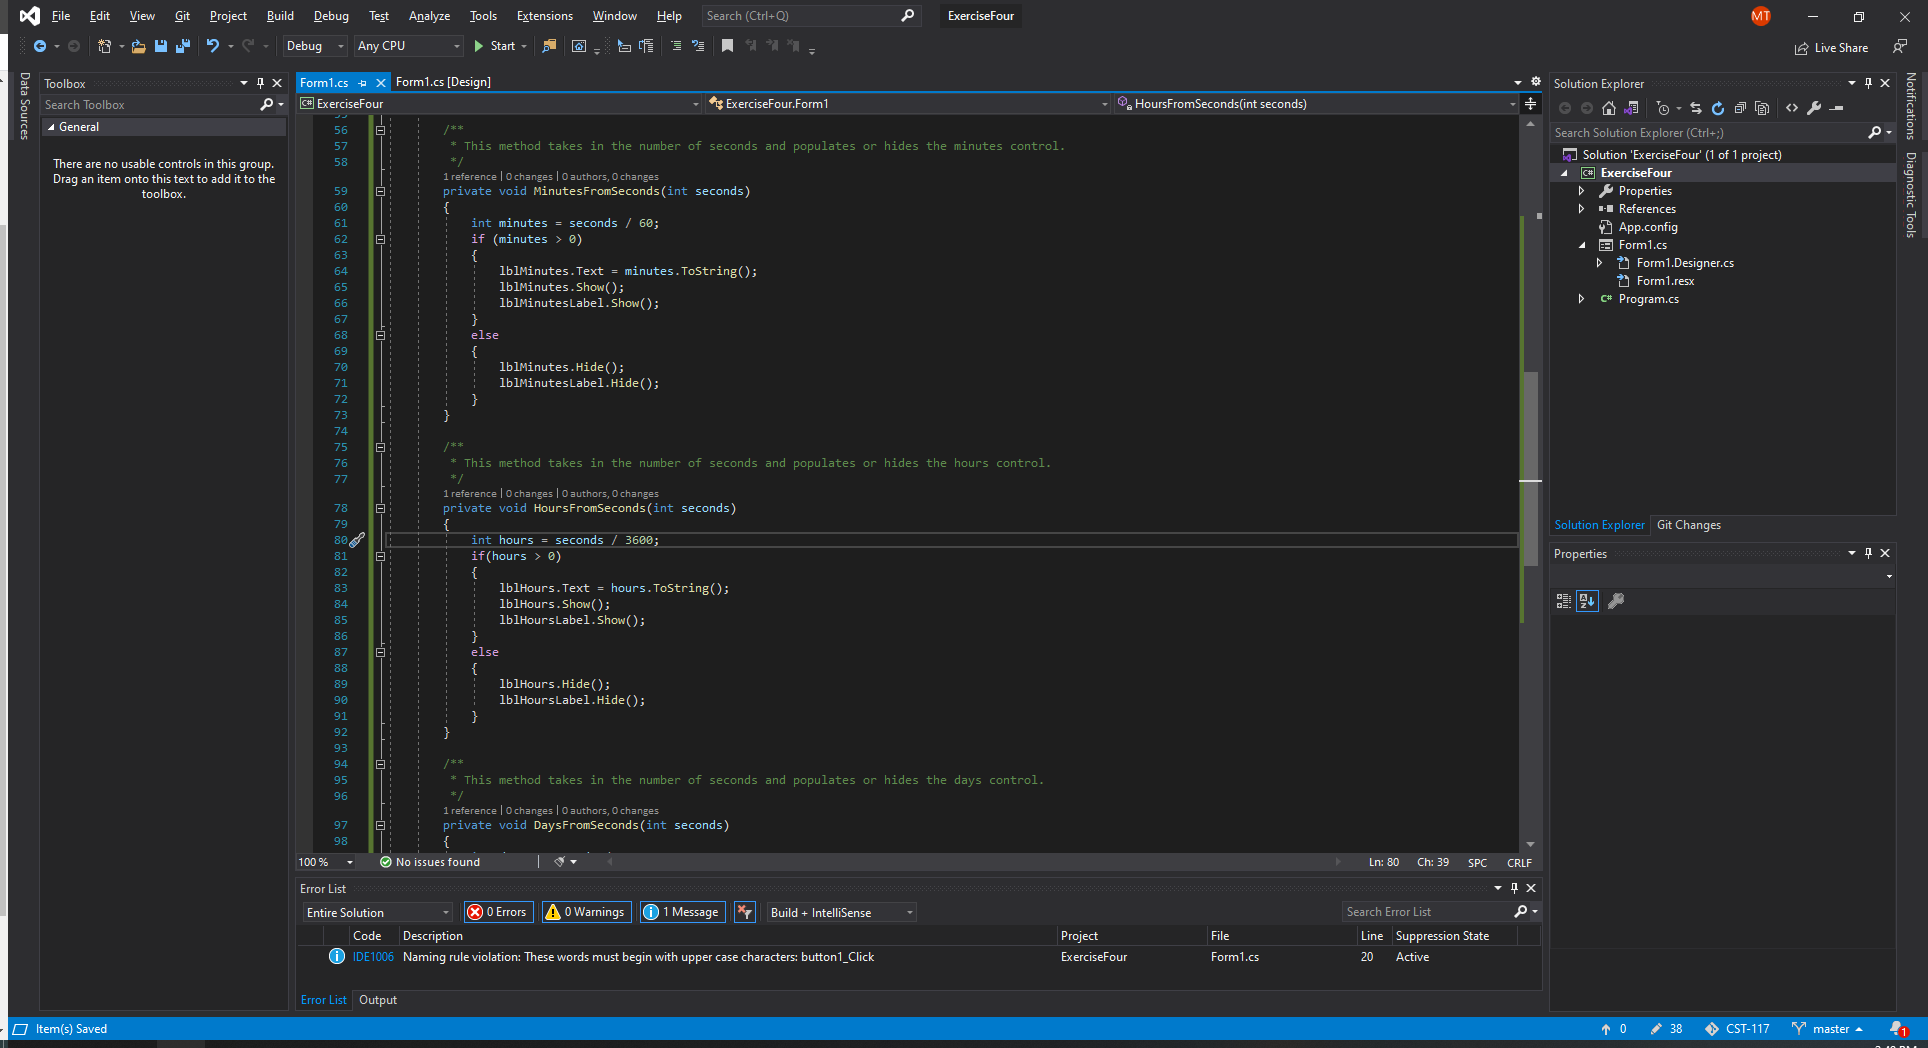 File Edit View Git Project Build Debug Test Analyze Tools Extensions Window Help Search (Ctrl+Q) ExerciseFour MT
Debug Any CPU Start Live Share
Data Sources
Toolbox
Search Toolbox
General
There are no usable controls in this group.
Drag an item onto this text to add it to the
toolbox.
Form1.cs Form1.cs [Design]
ExerciseFour ExerciseFour.Form1 HoursFromSeconds(int seconds)
56 /**
57 * This method takes in the number of seconds and populates or hides the minutes control.
58 */
1 reference | 0 changes | 0 authors, 0 changes
59 private void MinutesFromSeconds(int seconds)
60 {
61 int minutes = seconds / 60;
62 if (minutes > 0)
63 {
64 lblMinutes.Text = minutes.ToString();
65 lblMinutes.Show();
66 lblMinutesLabel.Show();
67 }
68 else
69 {
70 lblMinutes.Hide();
71 lblMinutesLabel.Hide();
72 }
73 }
74
75 /**
76 * This method takes in the number of seconds and populates or hides the hours control.
77 */
1 reference | 0 changes | 0 authors, 0 changes
78 private void HoursFromSeconds(int seconds)
79 {
80 int hours = seconds / 3600;
81 if(hours > 0)
82 {
83 lblHours.Text = hours.ToString();
84 lblHours.Show();
85 lblHoursLabel.Show();
86 }
87 else
88 {
89 lblHours.Hide();
90 lblHoursLabel.Hide();
91 }
92 }
93
94 /**
95 * This method takes in the number of seconds and populates or hides the days control.
96 */
1 reference | 0 changes | 0 authors, 0 changes
97 private void DaysFromSeconds(int seconds)
98 {
100 % No issues found Ln: 80 Ch: 39 SPC CRLF
Error List
Entire Solution 0 Errors 0 Warnings 1 Message Build + IntelliSense Search Error List
Code Description Project File Line Suppression State
IDE1006 Naming rule violation: These words must begin with upper case characters: button1_Click ExerciseFour Form1.cs 20 Active
Error List Output
Solution Explorer
Search Solution Explorer (Ctrl+;)
Solution 'ExerciseFour' (1 of 1 project)
C# ExerciseFour
Properties
References
App.config
Form1.cs
Form1.Designer.cs
Form1.resx
C# Program.cs
Solution Explorer Git Changes
Properties
Notifications
Diagnostic Tools
Item(s) Saved 0 38 CST-117 master 1